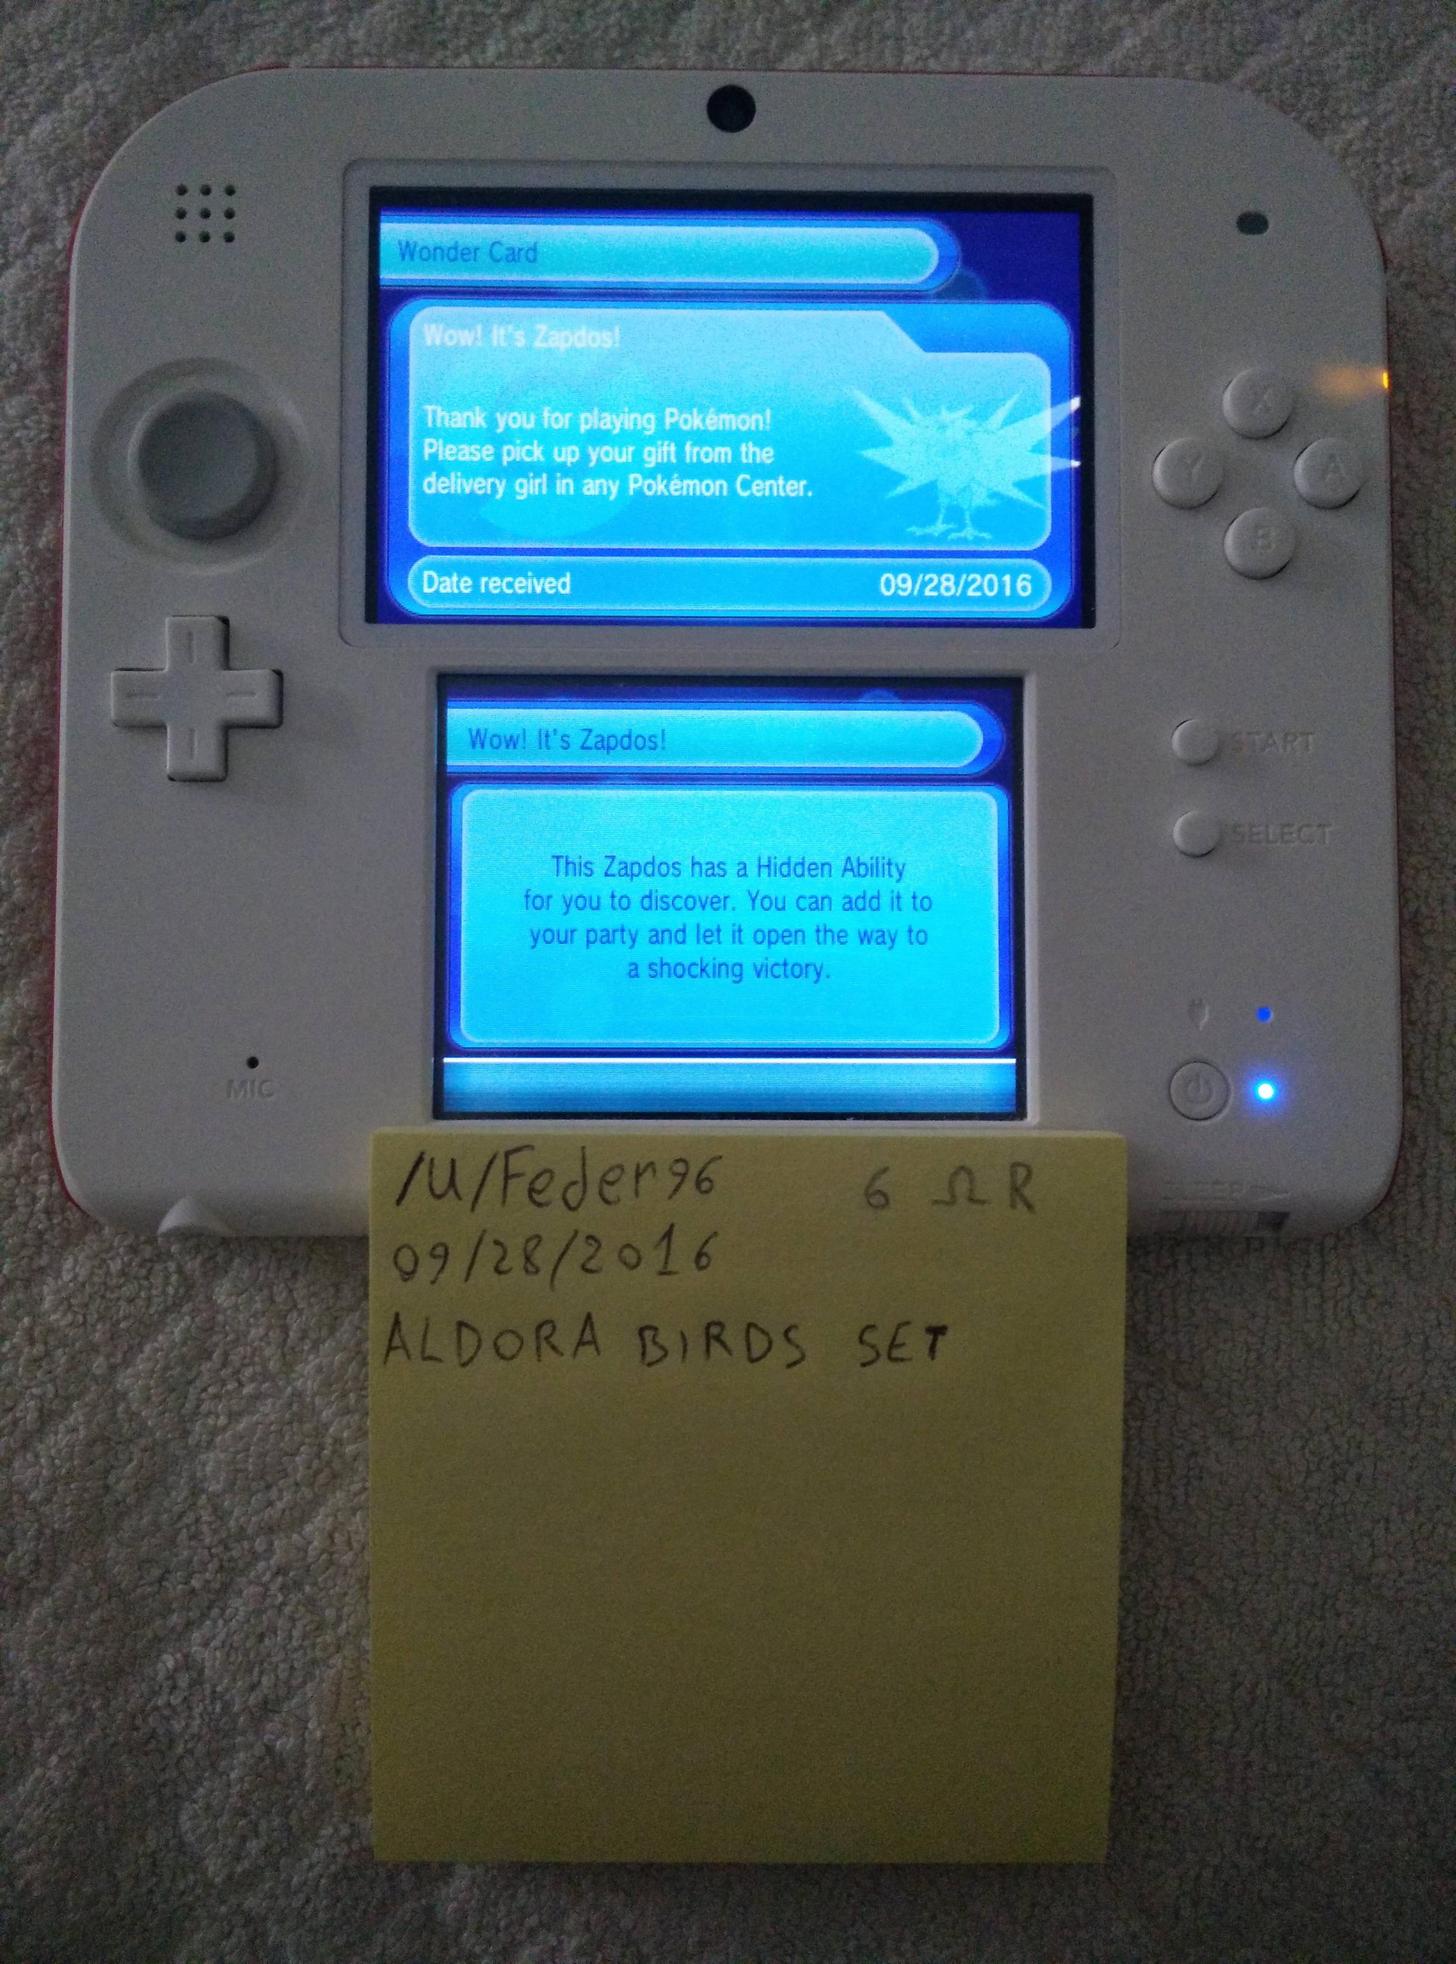 Wonder Card
Wow! It's Zapdos!
Thank you for playing Pokémon!
Please pick up your gift from the
delivery girl in any Pokémon Center.
Date received 09/28/2016
X
Y A
B
Wow! It's Zapdos!
This Zapdos has a Hidden Ability
for you to discover. You can add it to
your party and let it open the way to
a shocking victory.
START
SELECT
MIC
/U/Feder96 6 ΩR
09/28/2016
ALDORA BIRDS SET